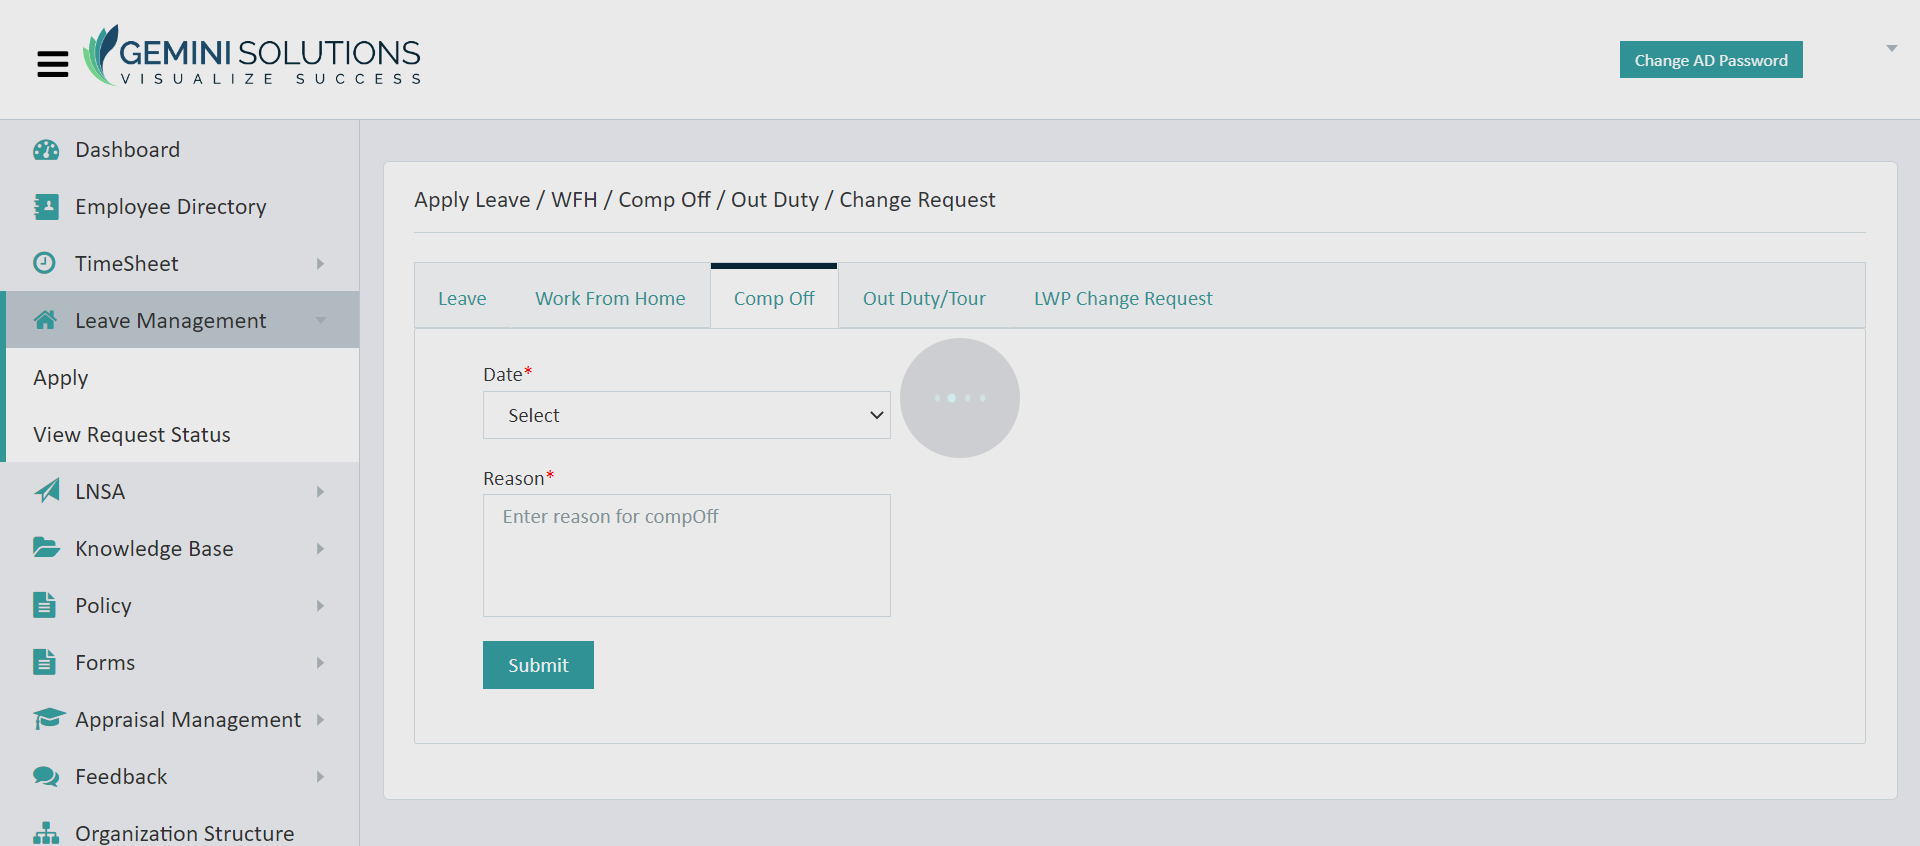 GEMINI SOLUTIONS
VISUALIZE SUCCESS
Change AD Password
Dashboard
Employee Directory
TimeSheet
Leave Management
Apply
View Request Status
LNSA
Knowledge Base
Policy
Forms
Appraisal Management
Feedback
Organization Structure
Apply Leave / WFH / Comp Off / Out Duty / Change Request
Leave
Work From Home
Comp Off
Out Duty/Tour
LWP Change Request
Date*
Select
Reason*
Enter reason for compOff
Submit